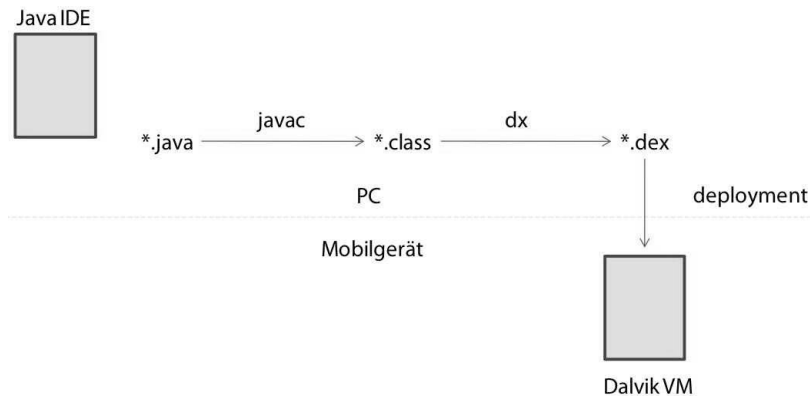 Java IDE
javac
dx
*.java
*.class
*.dex
PC
deployment
Mobilgerät
Dalvik VM